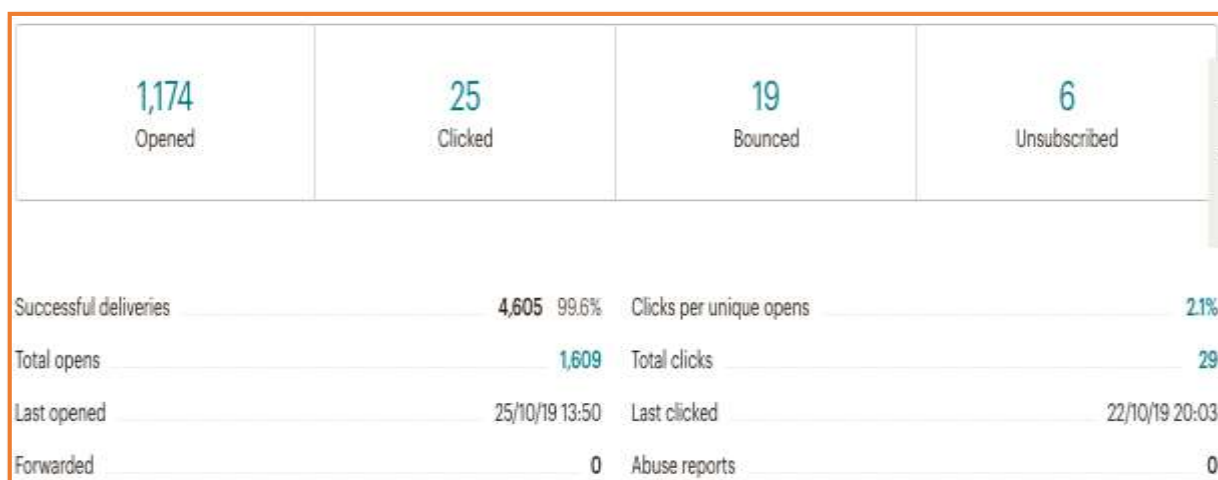 1,174 25 19 6
Opened Clicked Bounced Unsubscribed
Successful deliveries 4,605 99.6% Clicks per unique opens 2.1%
Total opens 1,609 Total clicks 29
Last opened 25/10/19 13:50 Last clicked 22/10/19 20:03
Forwarded 0 Abuse reports 0